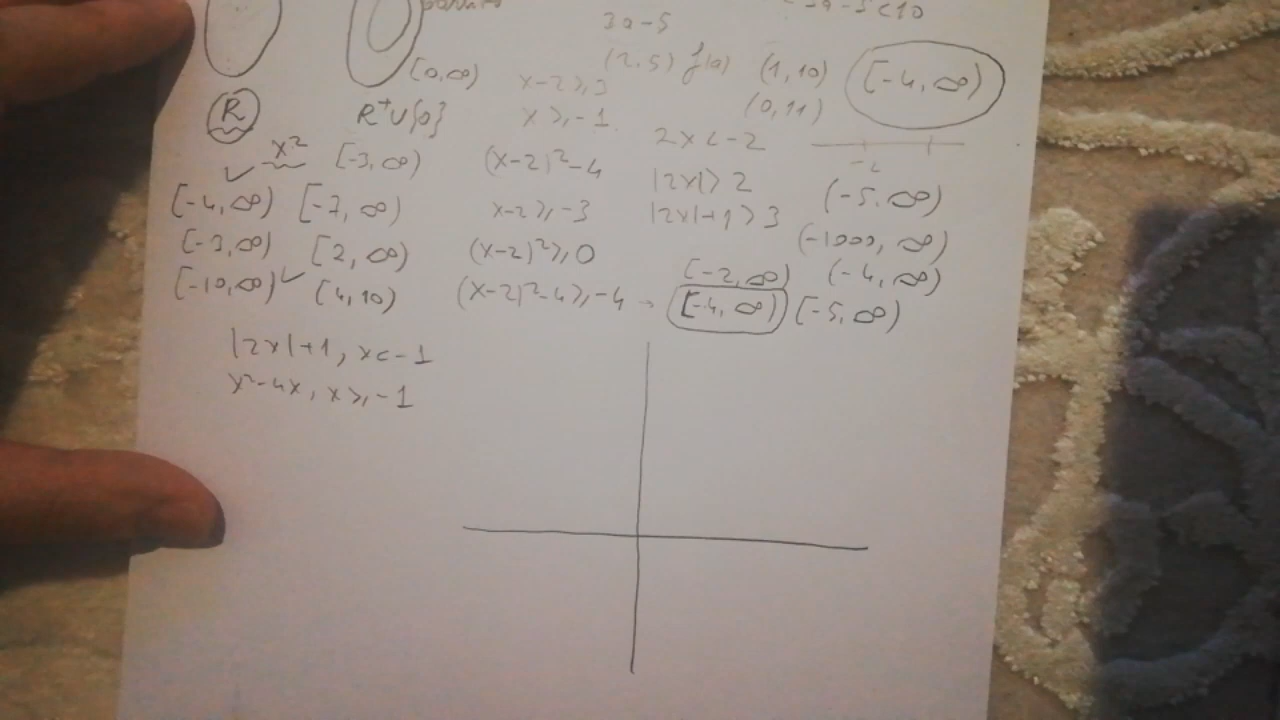 3a-5
[0,∞)
(2,5) f(a) (1,10) [-4,∞)
x-2≥3
(0,11)
R
R⁺∪{0}
x≥-1
x²
[-3,∞)
(x-2)²-4
2x<-2
[-4,∞) [-7,∞)
x-2≥-3
|2x|>2
(-5,∞)
|2x|+1>3
(-1000,∞)
[-3,∞) [2,∞)
(x-2)²≥0
[-2,∞) (-4,∞)
[-10,∞) (4,10)
(x-2)²-4≥-4 → [-4,∞) [-5,∞)
|2x|+1, x<-1
x²-4x, x≥-1